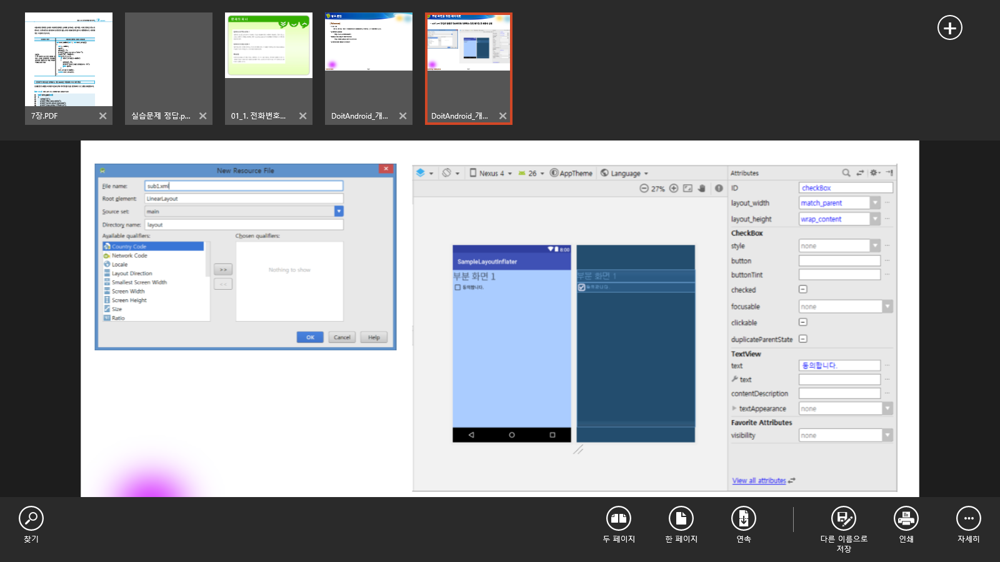 7장.PDF
실습문제 정답.p...
01_1. 전화번호...
DoitAndroid_개...
DoitAndroid_개...
New Resource File
File name:
sub1.xml
Root element:
LinearLayout
Source set:
main
Directory name:
layout
Available qualifiers:
Chosen qualifiers:
Country Code
Network Code
Locale
Layout Direction
Smallest Screen Width
Screen Width
Screen Height
Size
Ratio
>>
<<
Nothing to show
OK
Cancel
Help
Nexus 4
26
AppTheme
Language
27%
8:00
SampleLayoutInflater
부분 화면 1
동의합니다.
부분 화면 1
동의합니다.
Attributes
ID
checkBox
layout_width
match_parent
layout_height
wrap_content
CheckBox
style
none
button
buttonTint
checked
focusable
none
clickable
duplicateParentState
TextView
text
동의합니다.
text
contentDescription
textAppearance
none
Favorite Attributes
visibility
none
View all attributes
찾기
두 페이지
한 페이지
연속
다른 이름으로
저장
인쇄
자세히